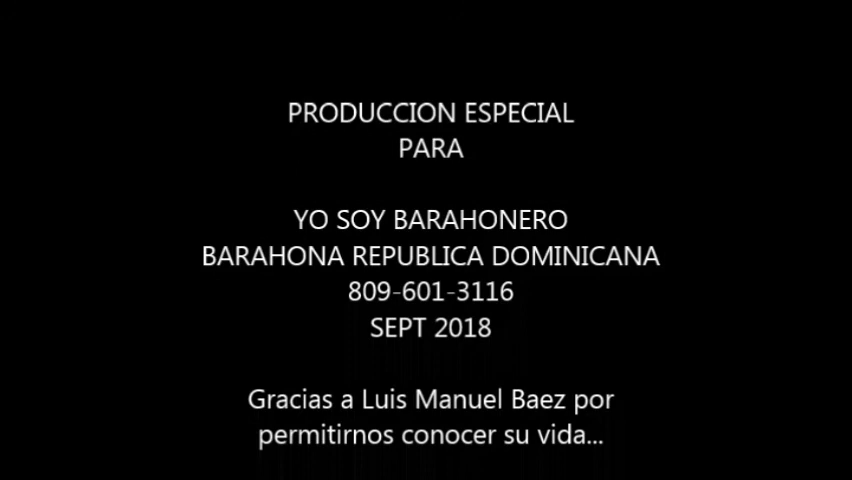 PRODUCCION ESPECIAL
PARA
YO SOY BARAHONERO
BARAHONA REPUBLICA DOMINICANA
809-601-3116
SEPT 2018
Gracias a Luis Manuel Baez por
permitirnos conocer su vida...